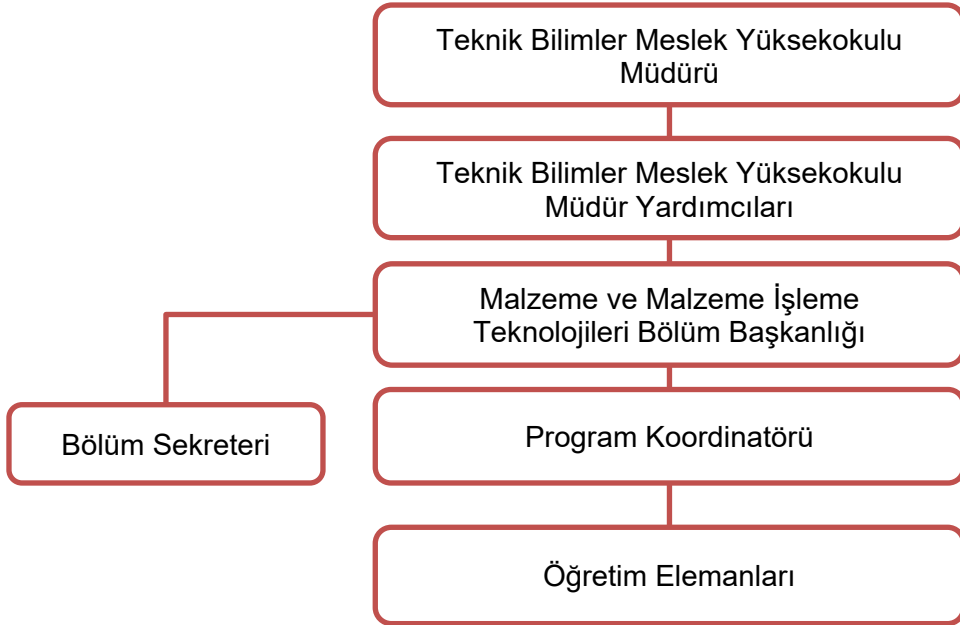 Teknik Bilimler Meslek Yüksekokulu
Müdürü
Teknik Bilimler Meslek Yüksekokulu
Müdür Yardımcıları
Malzeme ve Malzeme İşleme
Teknolojileri Bölüm Başkanlığı
Bölüm Sekreteri
Program Koordinatörü
Öğretim Elemanları